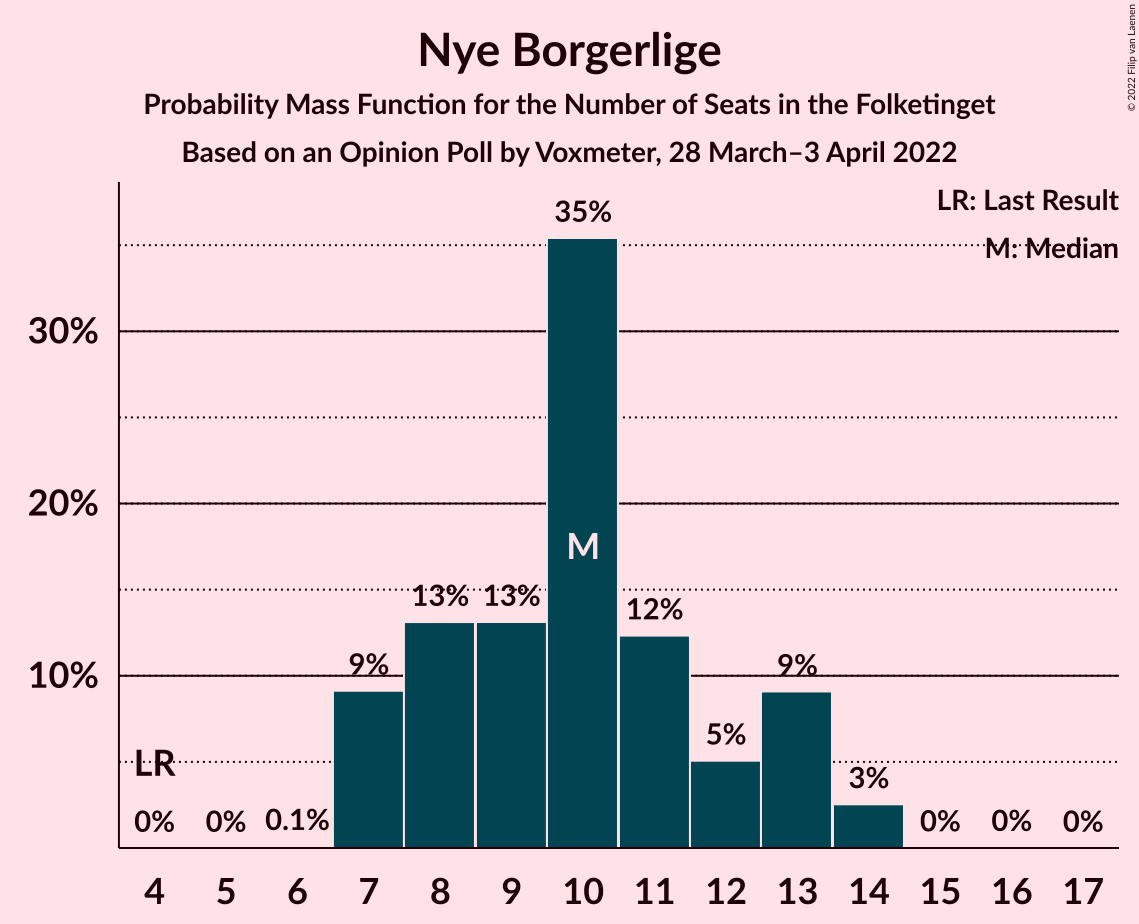 Nye Borgerlige
Probability Mass Function for the Number of Seats in the Folketinget
Based on an Opinion Poll by Voxmeter, 28 March–3 April 2022
© 2022 Filip van Laenen
LR: Last Result
M: Median
35%
30%
20%
10%
M
13% 13%
12%
9%
9%
5%
3%
LR
0% 0% 0.1%
0% 0% 0%
4 5 6 7 8 9 10 11 12 13 14 15 16 17